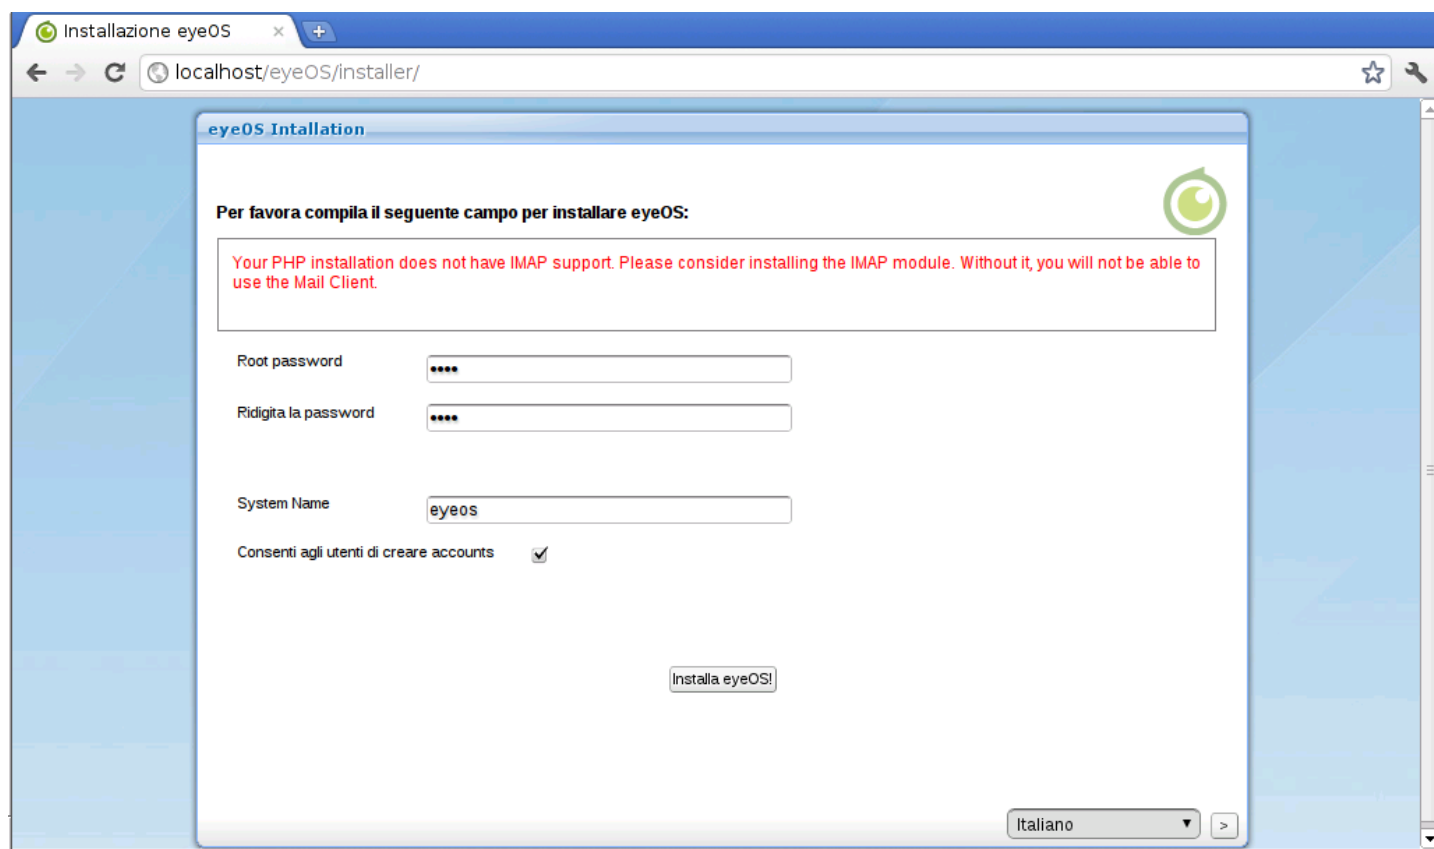 Installazione eyeOS
localhost/eyeOS/installer/
eyeOS Intallation
Per favora compila il seguente campo per installare eyeOS:
Your PHP installation does not have IMAP support. Please consider installing the IMAP module. Without it, you will not be able to
use the Mail Client.
Root password
••••
Ridigita la password
••••
System Name
eyeos
Consenti agli utenti di creare accounts
Installa eyeOS!
Italiano
>